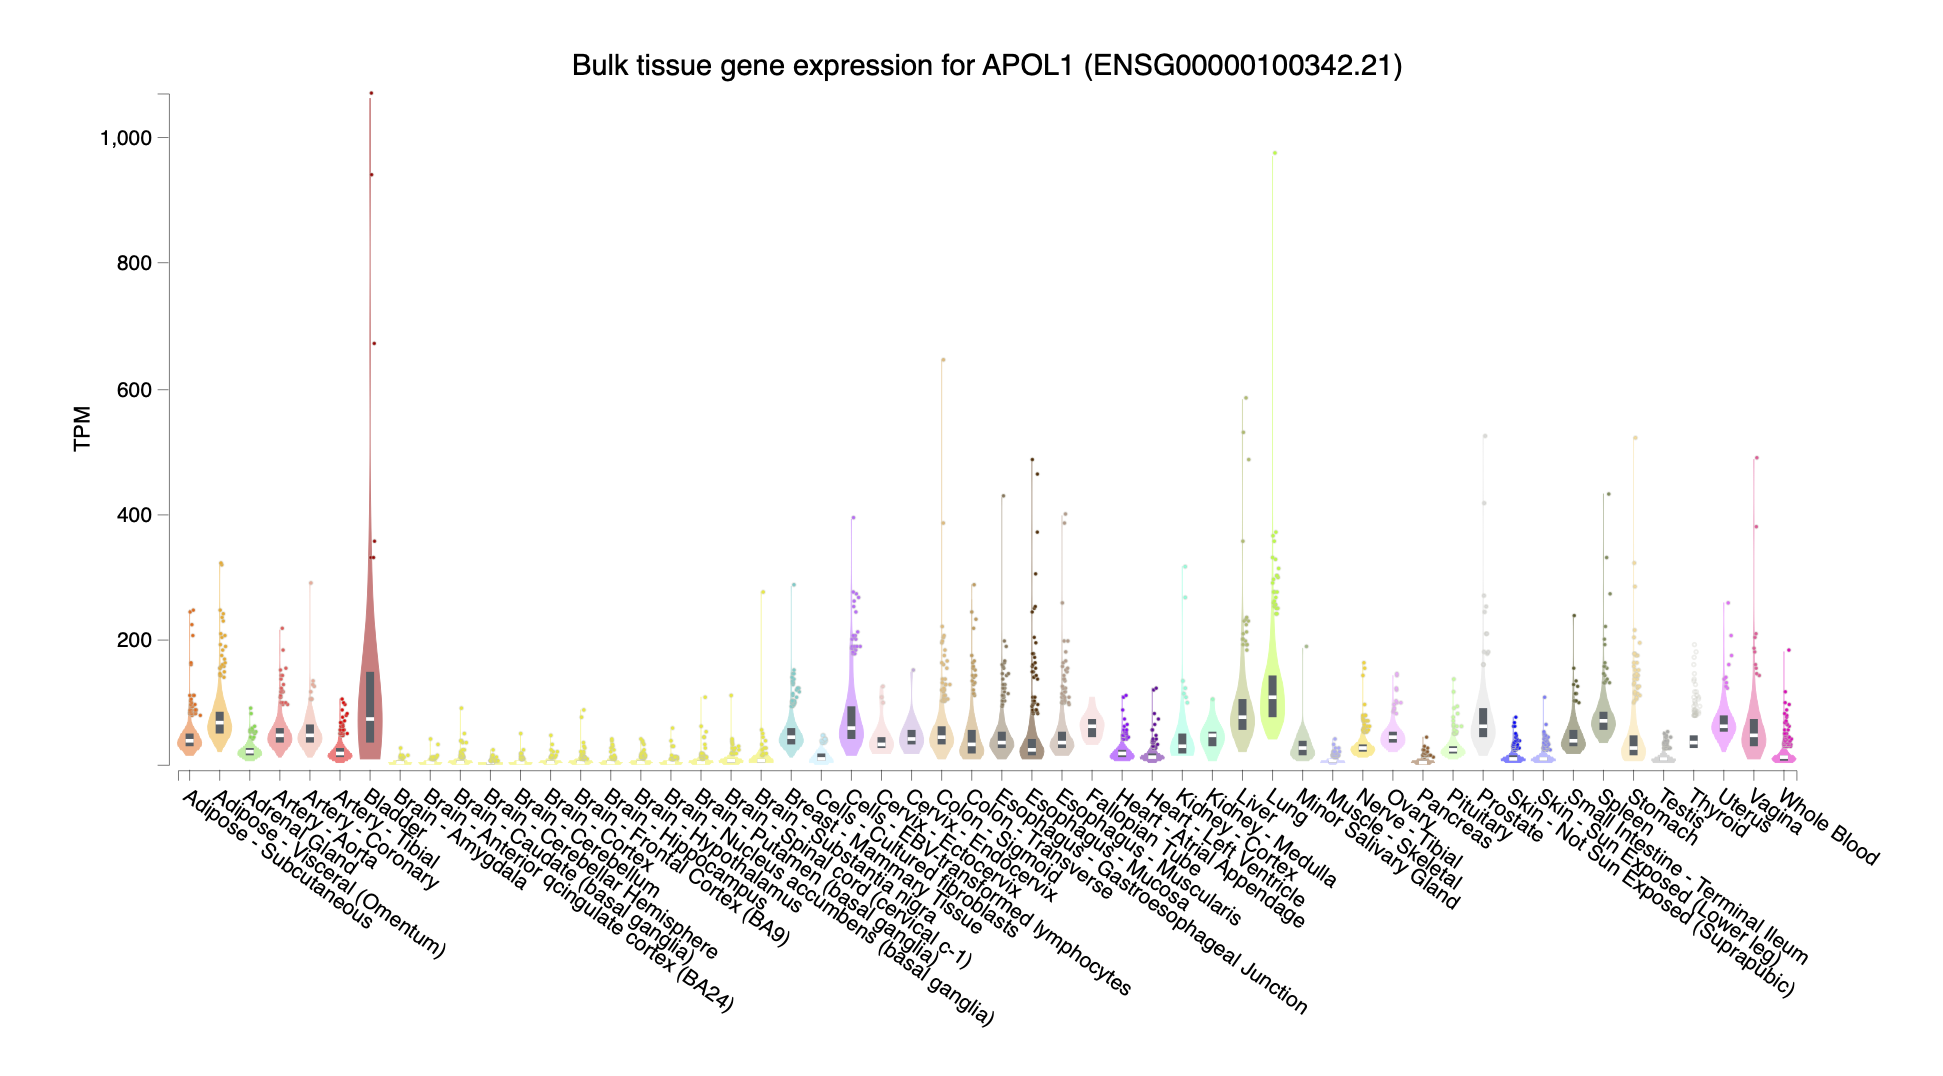 Bulk tissue gene expression for APOL1 (ENSG00000100342.21)
1,000
800
600
400
200
TPM
Adipose - Subcutaneous
Adipose - Visceral (Omentum)
Adrenal Gland
Artery - Aorta
Artery - Coronary
Artery - Tibial
Bladder
Brain - Amygdala
Brain - Anterior cingulate cortex (BA24)
Brain - Caudate (basal ganglia)
Brain - Cerebellar Hemisphere
Brain - Cerebellum
Brain - Cortex
Brain - Frontal Cortex (BA9)
Brain - Hippocampus
Brain - Hypothalamus
Brain - Nucleus accumbens (basal ganglia)
Brain - Putamen (basal ganglia)
Brain - Spinal cord (cervical c-1)
Brain - Substantia nigra
Breast - Mammary Tissue
Cells - Cultured fibroblasts
Cells - EBV-transformed lymphocytes
Cervix - Ectocervix
Cervix - Endocervix
Colon - Sigmoid
Colon - Transverse
Esophagus - Gastroesophageal Junction
Esophagus - Mucosa
Esophagus - Muscularis
Fallopian Tube
Heart - Atrial Appendage
Heart - Left Ventricle
Kidney - Cortex
Kidney - Medulla
Liver
Lung
Minor Salivary Gland
Muscle - Skeletal
Nerve - Tibial
Ovary
Pancreas
Pituitary
Prostate
Skin - Not Sun Exposed (Suprapubic)
Skin - Sun Exposed (Lower leg)
Small Intestine - Terminal Ileum
Spleen
Stomach
Testis
Thyroid
Uterus
Vagina
Whole Blood